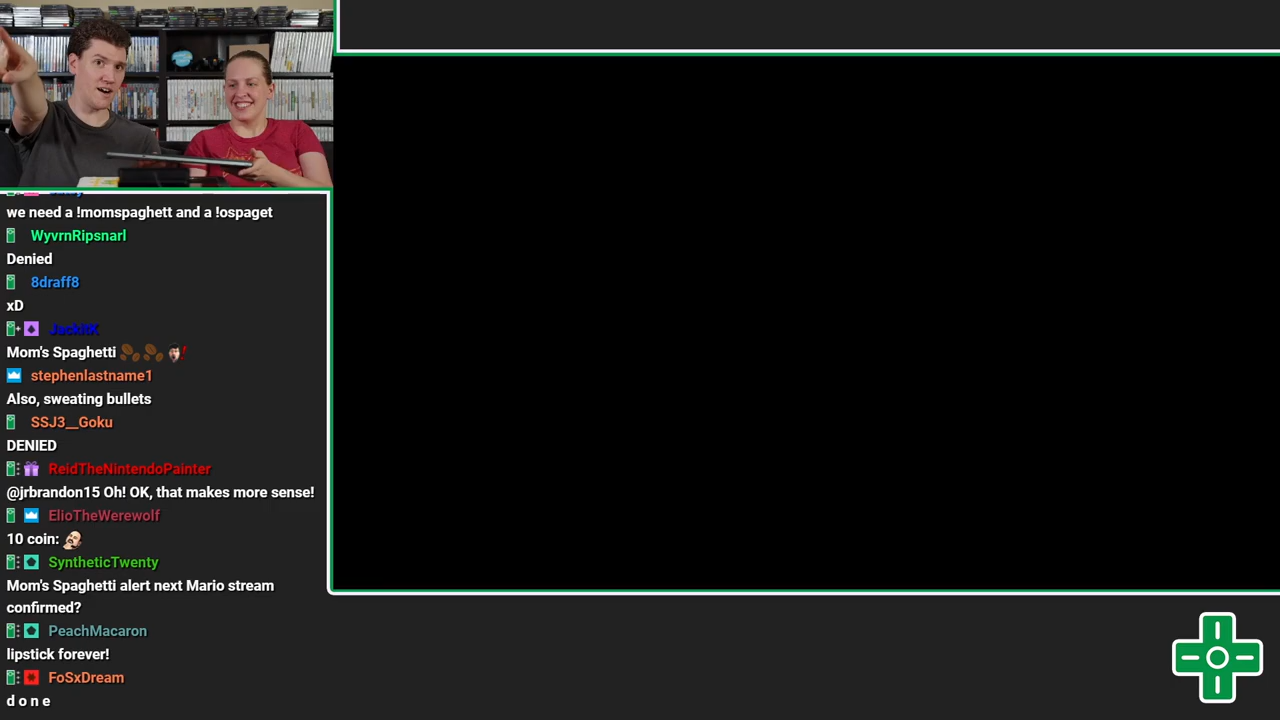 we need a !momspaghett and a !ospaget
WyvrnRipsnarl
Denied
8draff8
xD
JackitK
Mom's Spaghetti
stephenlastname1
Also, sweating bullets
SSJ3__Goku
DENIED
ReidTheNintendoPainter
@jrbrandon15 Oh! OK, that makes more sense!
ElioTheWerewolf
10 coin:
SyntheticTwenty
Mom's Spaghetti alert next Mario stream
confirmed?
PeachMacaron
lipstick forever!
FoSxDream
d o n e